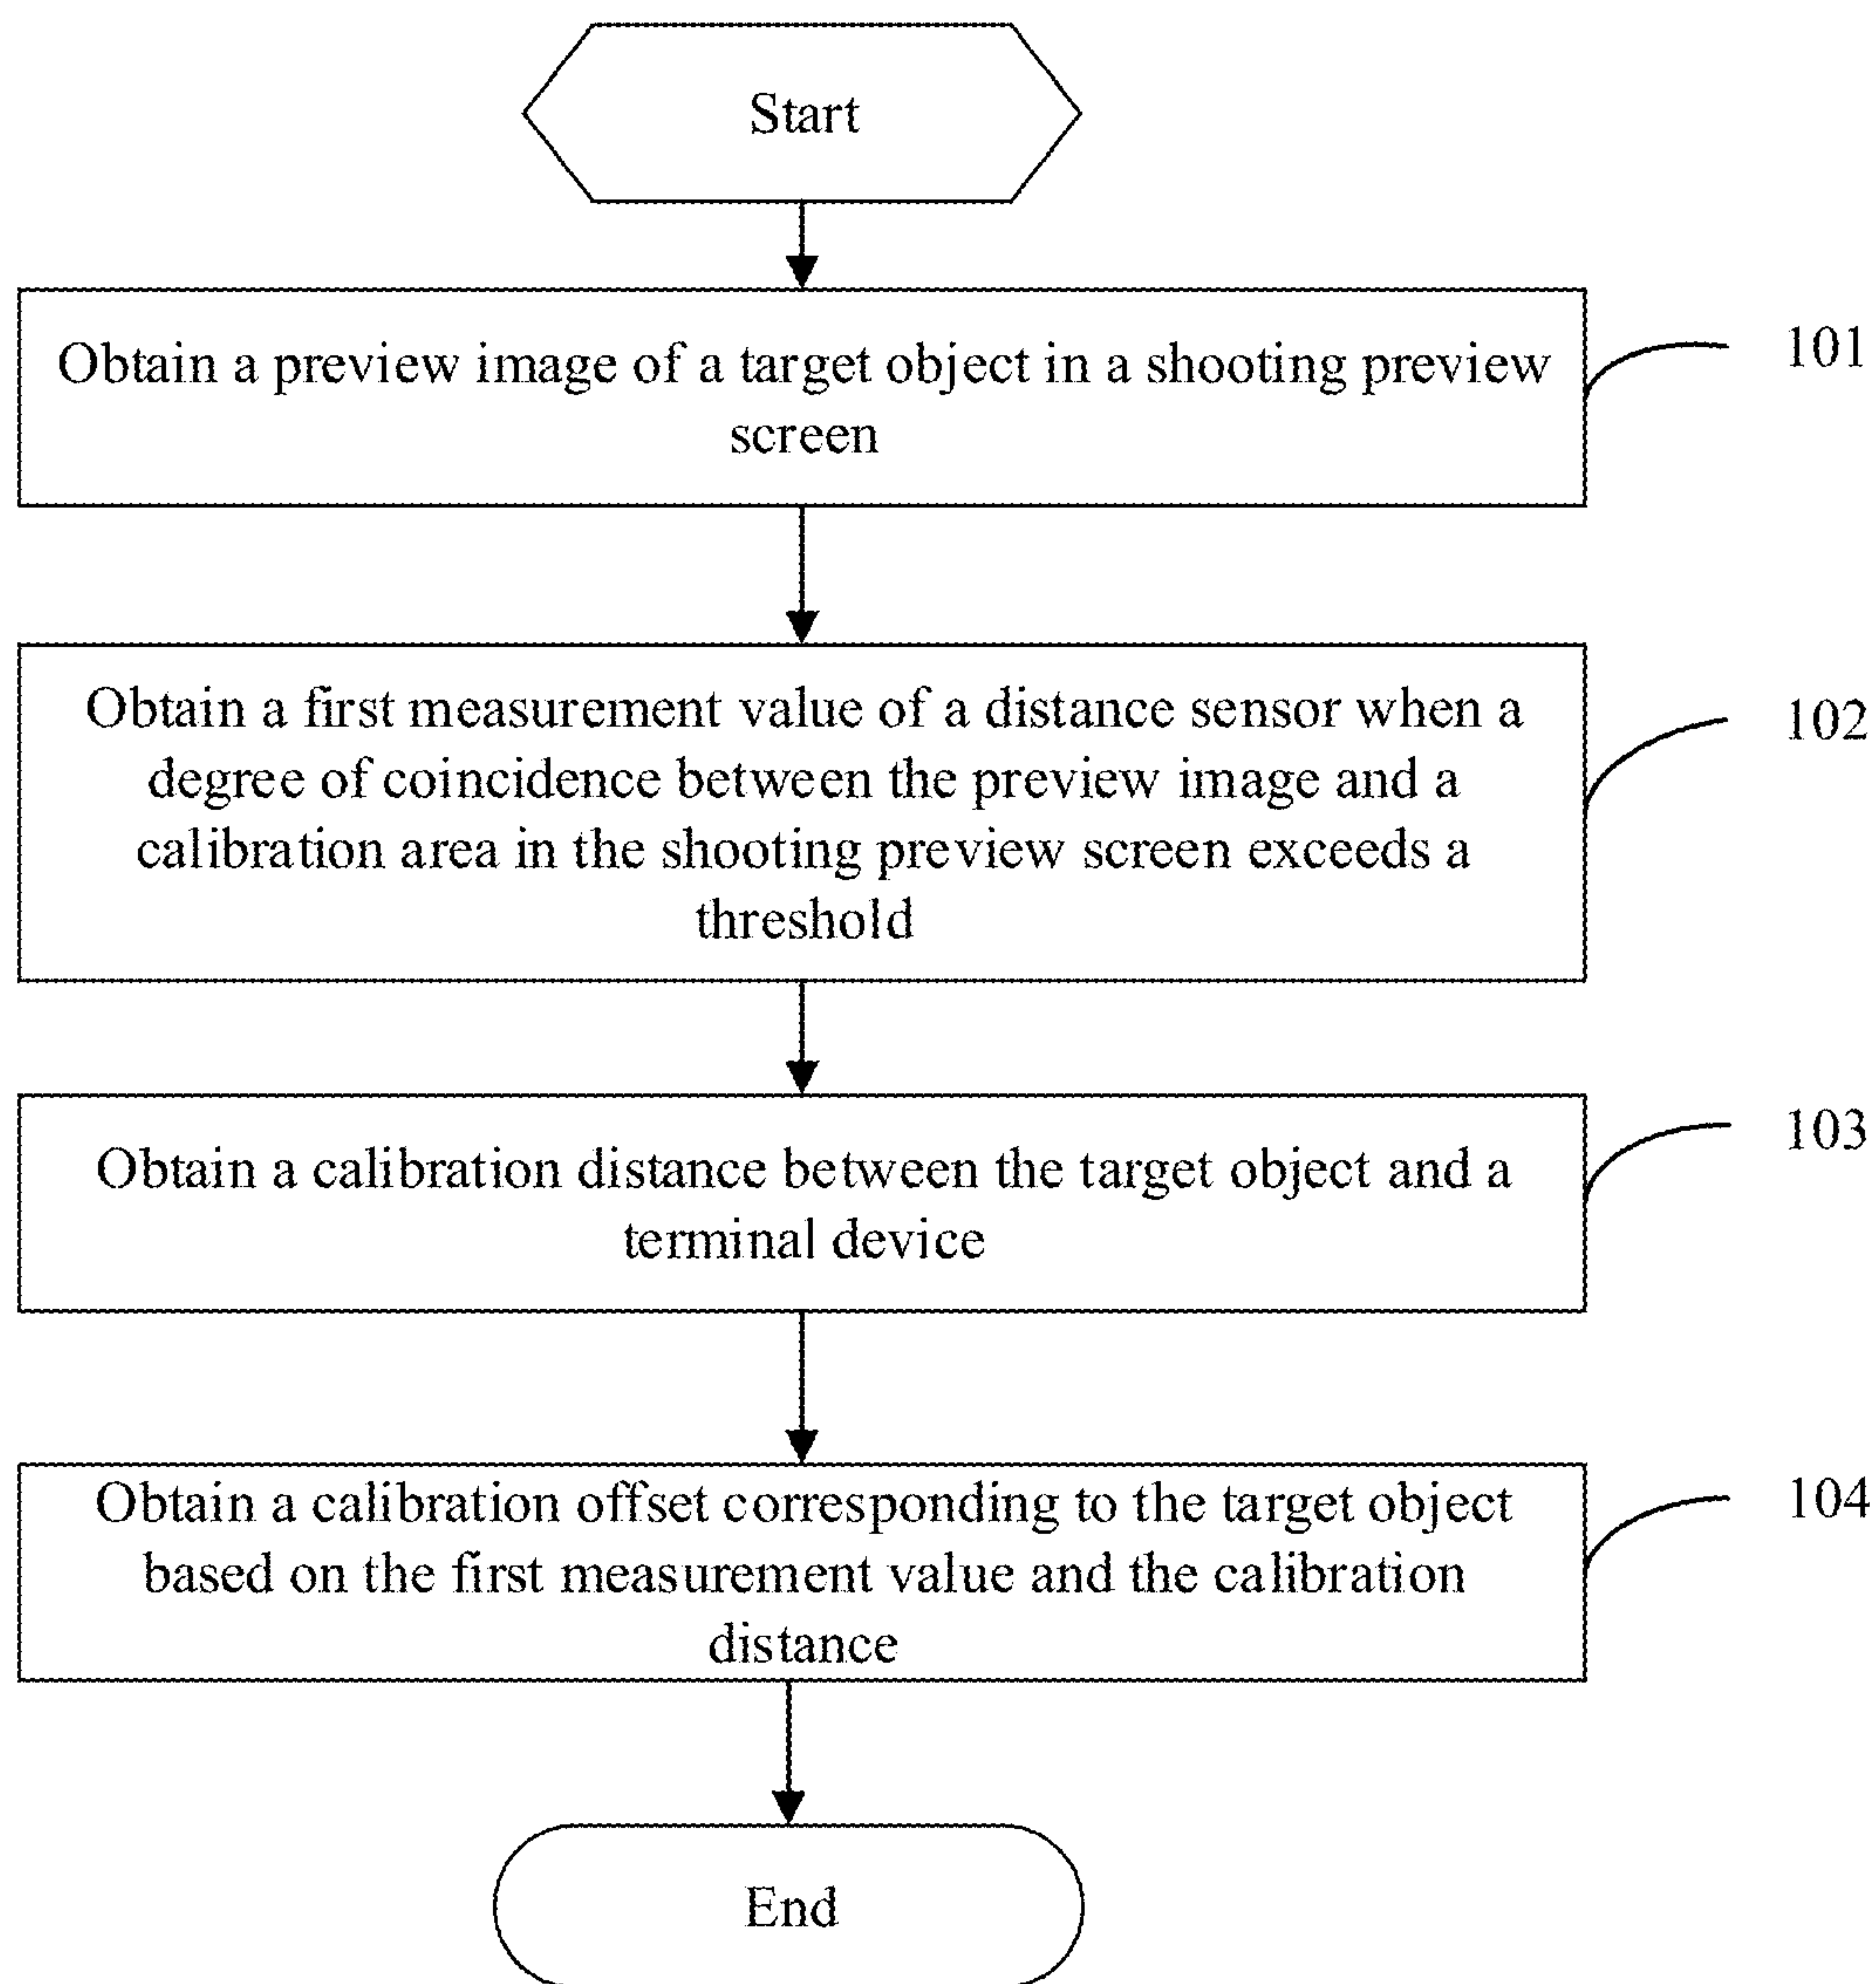 Start
Obtain a preview image of a target object in a shooting preview
screen
101
Obtain a first measurement value of a distance sensor when a
degree of coincidence between the preview image and a
calibration area in the shooting preview screen exceeds a
threshold
102
Obtain a calibration distance between the target object and a
terminal device
103
Obtain a calibration offset corresponding to the target object
based on the first measurement value and the calibration
distance
104
End